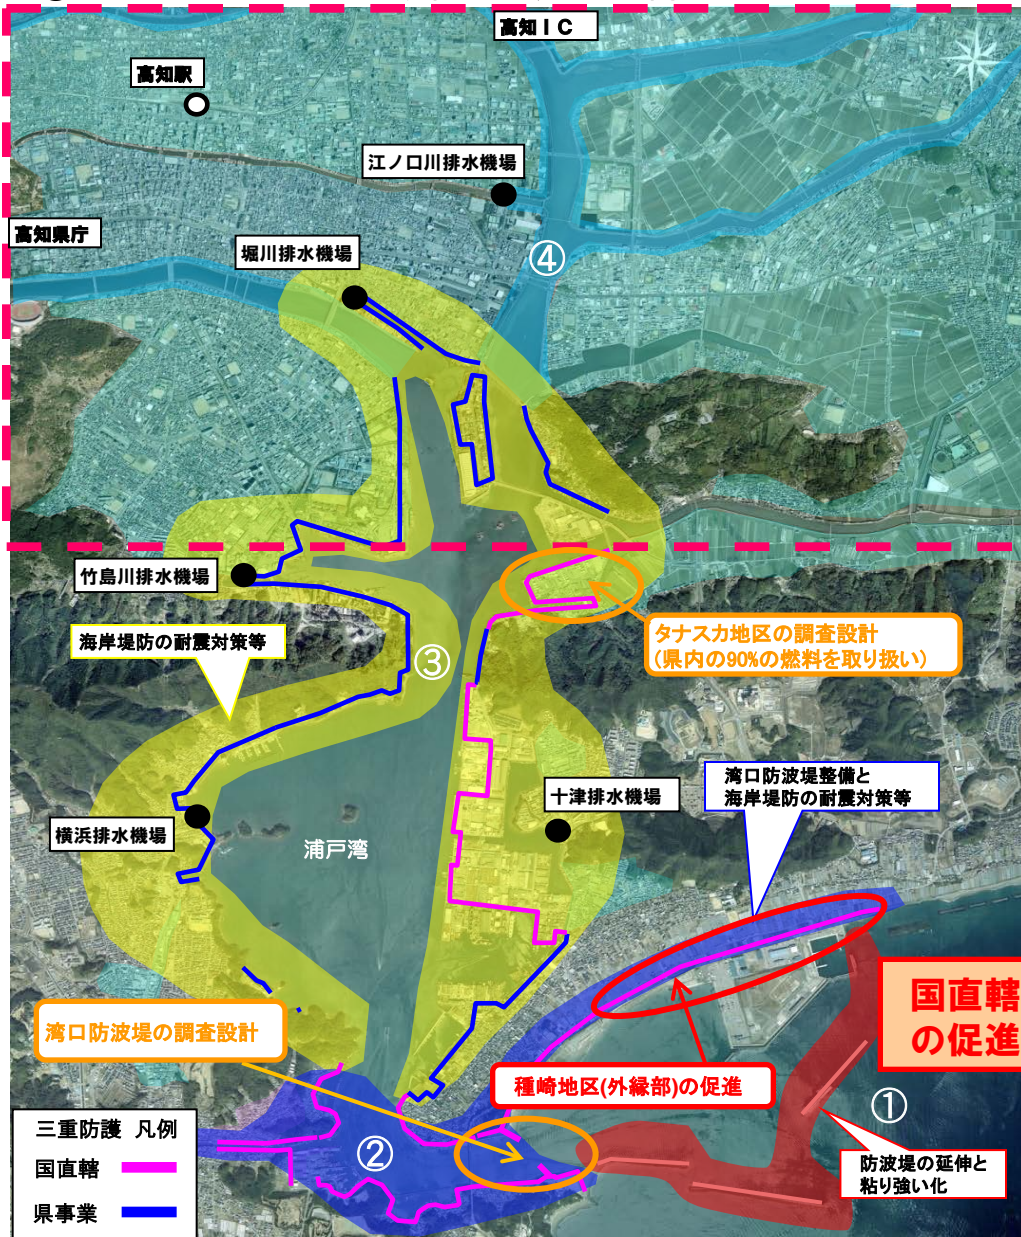 高知ＩＣ
高知駅
江ノ口川排水機場
高知県庁
堀川排水機場
④
竹島川排水機場
海岸堤防の耐震対策等
③
タナスカ地区の調査設計
(県内の90%の燃料を取り扱い)
湾口防波堤整備と
海岸堤防の耐震対策等
十津排水機場
横浜排水機場
浦戸湾
国直轄
の促進
湾口防波堤の調査設計
種崎地区(外縁部)の促進
①
三重防護 凡例
国直轄
県事業
②
防波堤の延伸と
粘り強い化